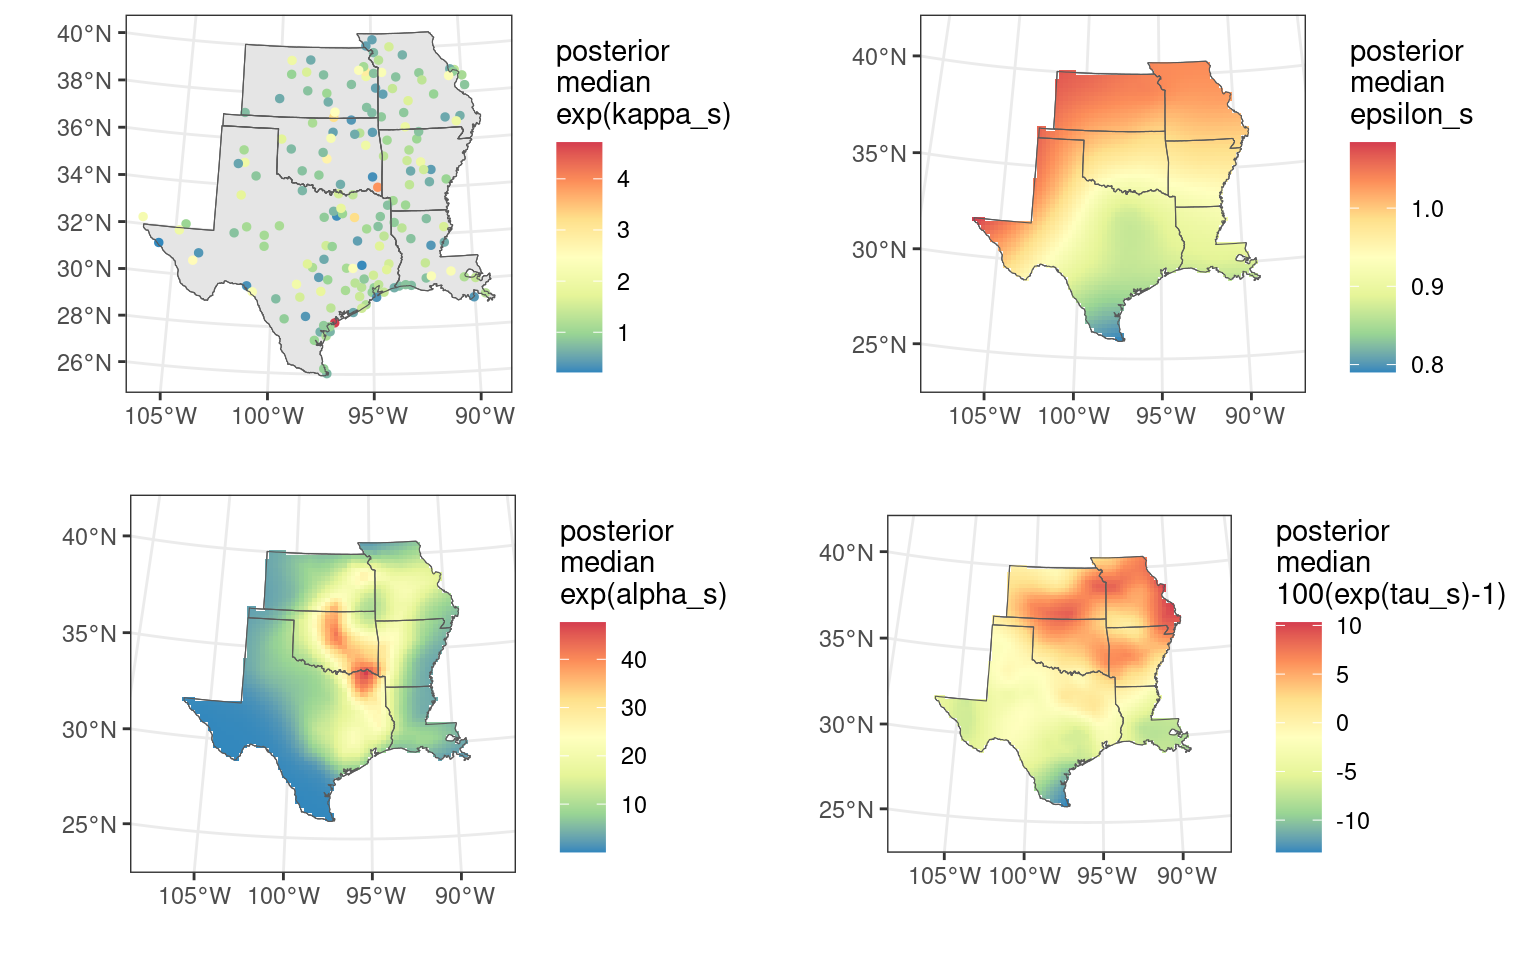 40°N
38°N
36°N
34°N
32°N
30°N
28°N
26°N
105°W 100°W 95°W 90°W
posterior
median
exp(kappa_s)
4
3
2
1
40°N
35°N
30°N
25°N
105°W 100°W 95°W 90°W
posterior
median
epsilon_s
1.0
0.9
0.8
40°N
35°N
30°N
25°N
105°W 100°W 95°W 90°W
posterior
median
exp(alpha_s)
40
30
20
10
40°N
35°N
30°N
25°N
105°W 100°W 95°W 90°W
posterior
median
100(exp(tau_s)-1)
10
5
0
-5
-10